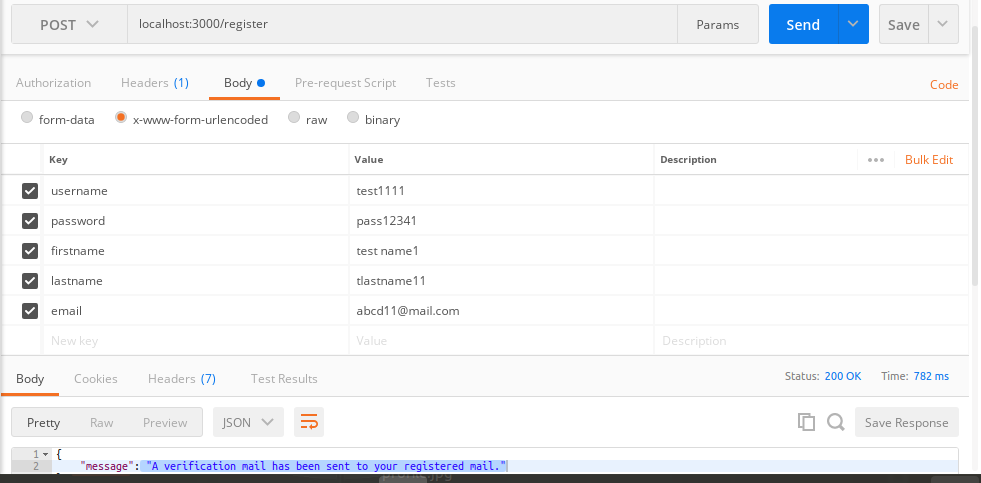 POST localhost:3000/register Params Send Save
Authorization Headers (1) Body Pre-request Script Tests Code
form-data x-www-form-urlencoded raw binary
Key Value Description ••• Bulk Edit
username test1111
password pass12341
firstname test name1
lastname tlastname11
email abcd11@mail.com
New key Value Description
Body Cookies Headers (7) Test Results Status: 200 OK Time: 782 ms
Pretty Raw Preview JSON Save Response
1 {
2 "message": "A verification mail has been sent to your registered mail."